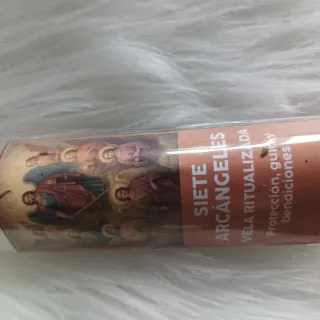 SIETE
ARCÁNGELES
VELA RITUALIZADA
Protección, guía y
bendiciones